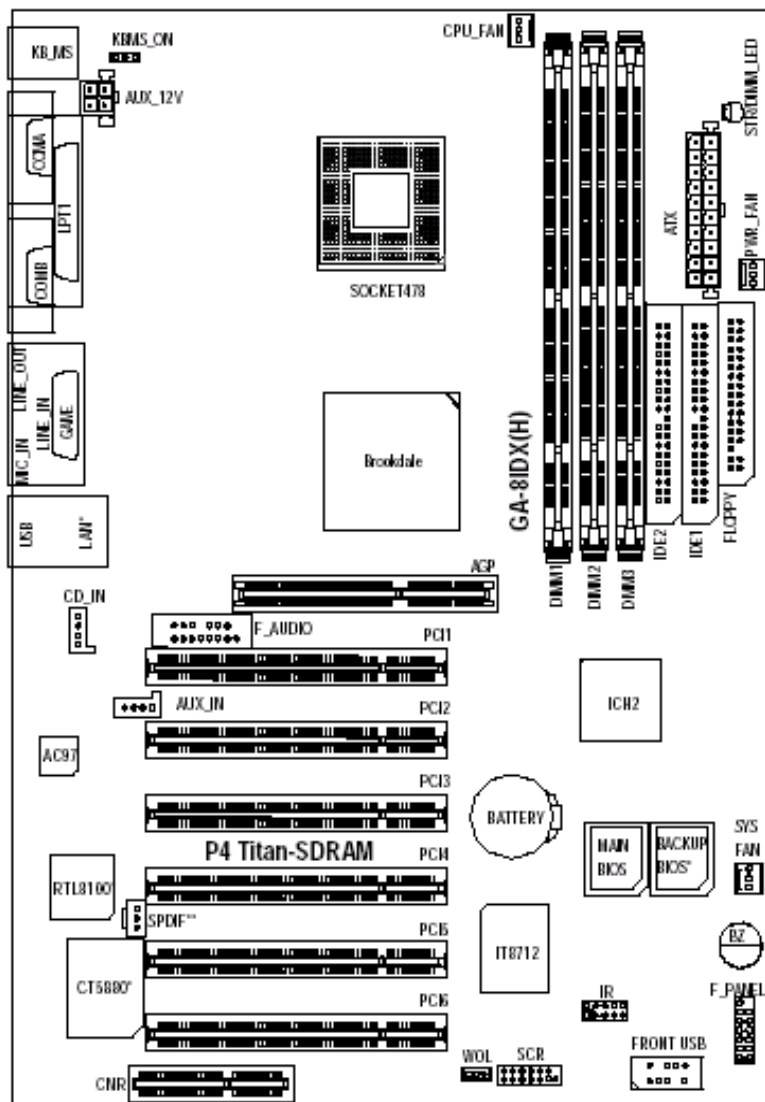 CPU_FAN
KB_MS
KBMS_ON
AUX_12V
STR/DIMM_LED
COMA
LPT1
COMB
ATX
PWR_FAN
SOCKET478
LINE_OUT
MIC_IN
LINE_IN
GAME
Brookdale
GA-8IDX(H)
USB
LAN*
DIMM1
DIMM2
DIMM3
IDE2
IDE1
FLOPPY
AGP
CD_IN
F_AUDIO
PCI1
AUX_IN
PCI2
ICH2
AC97
PCI3
BATTERY
P4 Titan-SDRAM
MAIN
BIOS
BACKUP
BIOS*
SYS
FAN
PCI4
RTL8100*
SPDIF**
PCI5
IT8712
BZ
CT5880*
IR
F_PANEL
PCI6
WOL
SCR
FRONT USB
CNR